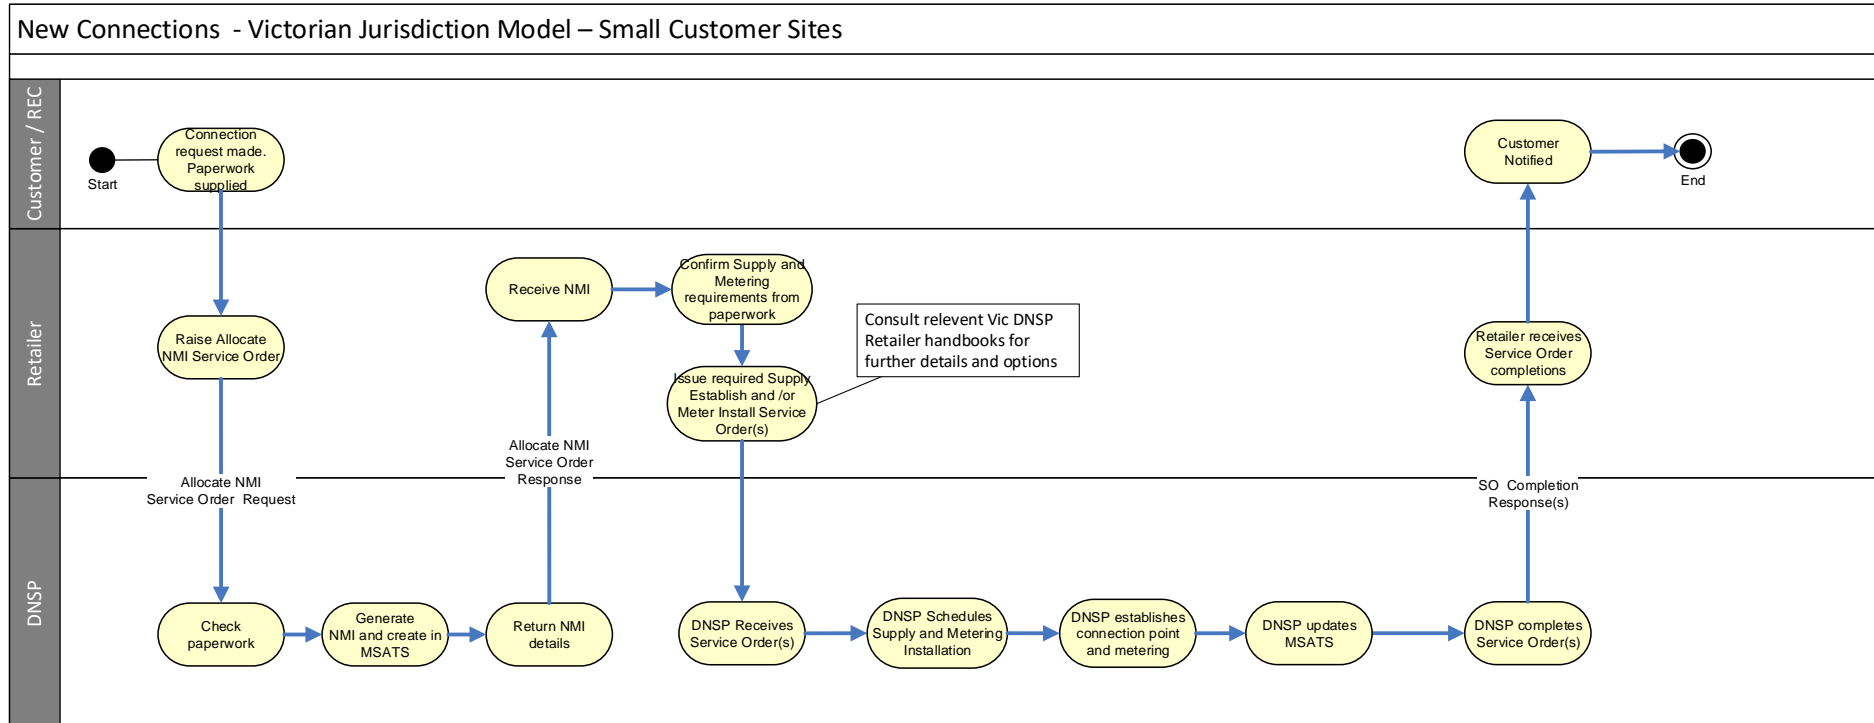 New Connections - Victorian Jurisdiction Model – Small Customer Sites
Customer / REC
Start
Connection
request made.
Paperwork
supplied
Customer
Notified
End
Retailer
Raise Allocate
NMI Service Order
Receive NMI
Confirm Supply and
Metering
requirements from
paperwork
Issue required Supply
Establish and /or
Meter Install Service
Order(s)
Consult relevent Vic DNSP
Retailer handbooks for
further details and options
Retailer receives
Service Order
completions
Allocate NMI
Service Order Request
Allocate NMI
Service Order
Response
SO Completion
Response(s)
DNSP
Check
paperwork
Generate
NMI and create in
MSATS
Return NMI
details
DNSP Receives
Service Order(s)
DNSP Schedules
Supply and Metering
Installation
DNSP establishes
connection point
and metering
DNSP updates
MSATS
DNSP completes
Service Order(s)